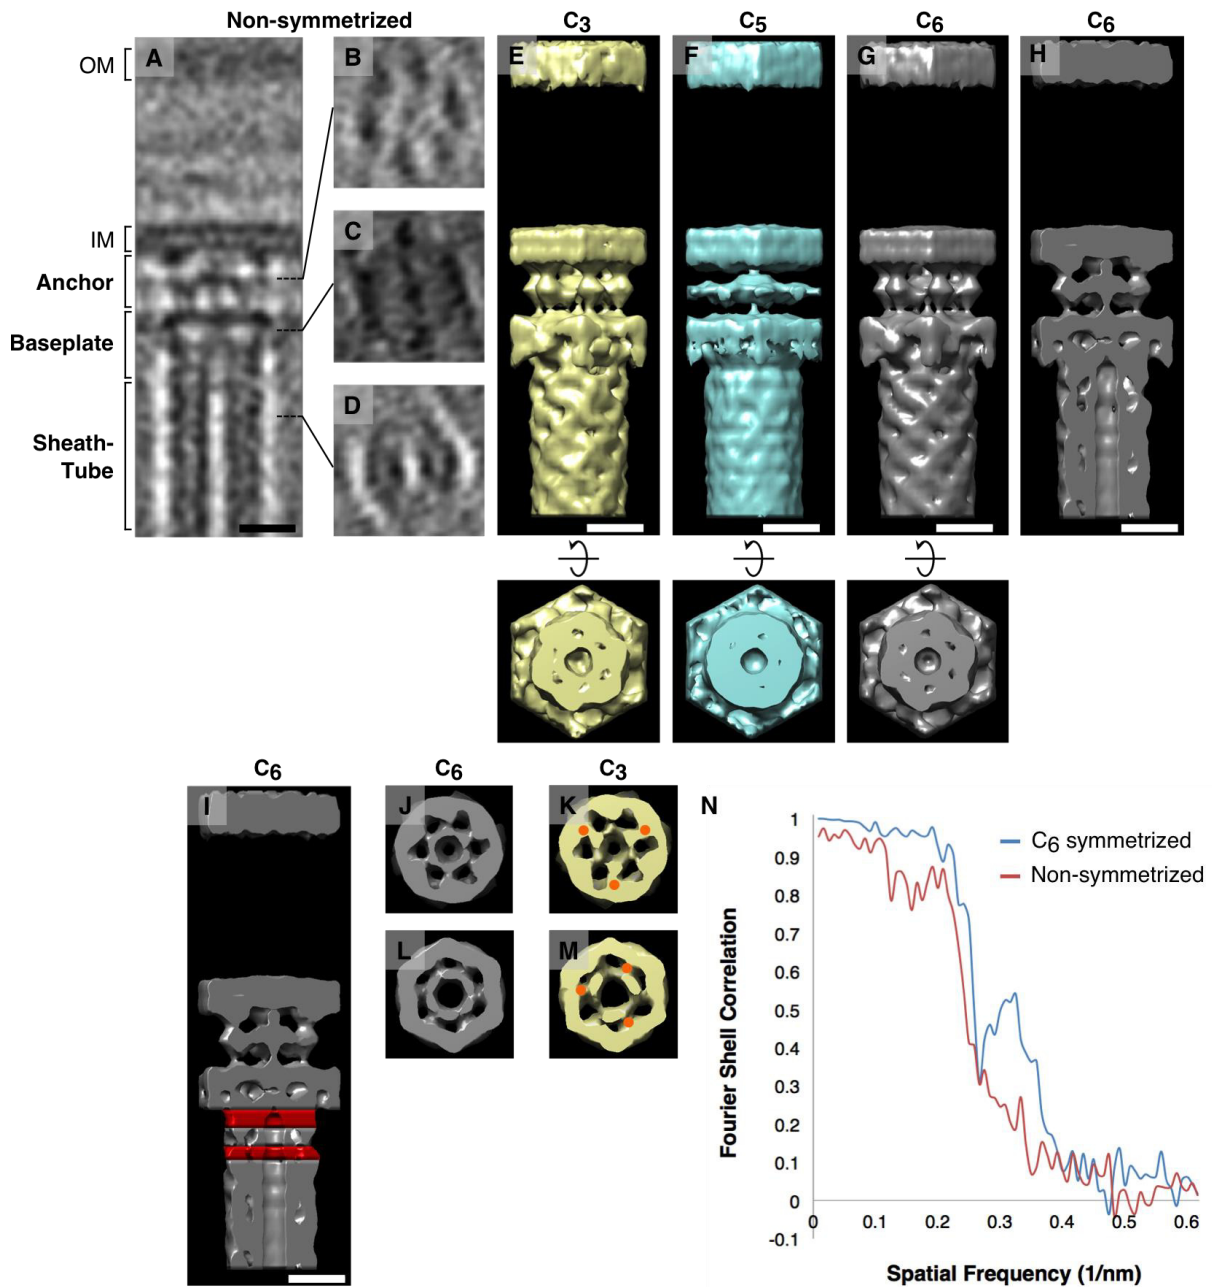 Non-symmetrized
C3
C5
C6
C6
A
B
E
F
G
H
OM
C
IM
Anchor
Baseplate
D
Sheath-
Tube
C6
C6
C3
I
J
K
N
L
M
1
0.9
0.8
0.7
0.6
0.5
0.4
0.3
0.2
0.1
0
-0.1
Fourier Shell Correlation
C6 symmetrized
Non-symmetrized
0 0.1 0.2 0.3 0.4 0.5 0.6
Spatial Frequency (1/nm)